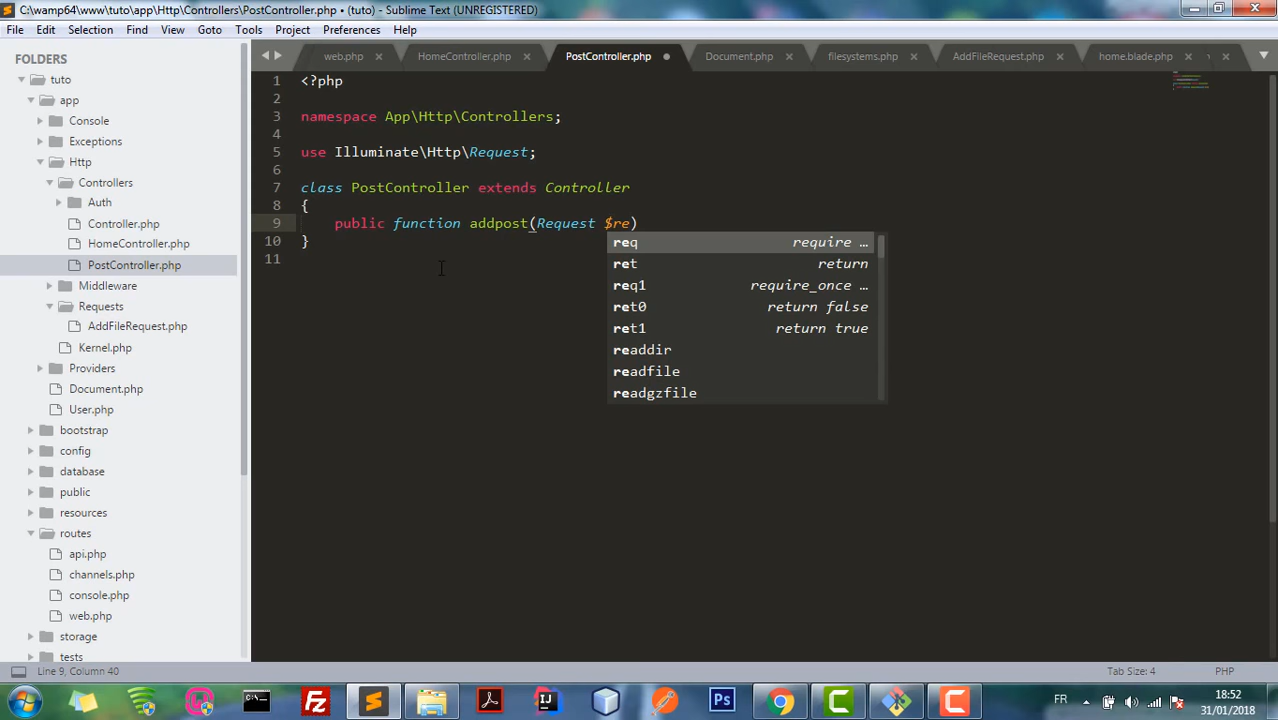 C:\wamp64\www\tuto\app\Http\Controllers\PostController.php • (tuto) - Sublime Text (UNREGISTERED)
File Edit Selection Find View Goto Tools Project Preferences Help
FOLDERS
tuto
app
Console
Exceptions
Http
Controllers
Auth
Controller.php
HomeController.php
PostController.php
Middleware
Requests
AddFileRequest.php
Kernel.php
Providers
Document.php
User.php
bootstrap
config
database
public
resources
routes
api.php
channels.php
console.php
web.php
storage
tests
web.php HomeController.php PostController.php Document.php filesystems.php AddFileRequest.php home.blade.php
1 <?php
2
3 namespace App\Http\Controllers;
4
5 use Illuminate\Http\Request;
6
7 class PostController extends Controller
8 {
9 public function addpost(Request $re)
10 }
11
req require …
ret return
req1 require_once …
ret0 return false
ret1 return true
readdir
readfile
readgzfile
Line 9, Column 40 Tab Size: 4 PHP
FR 18:52
31/01/2018